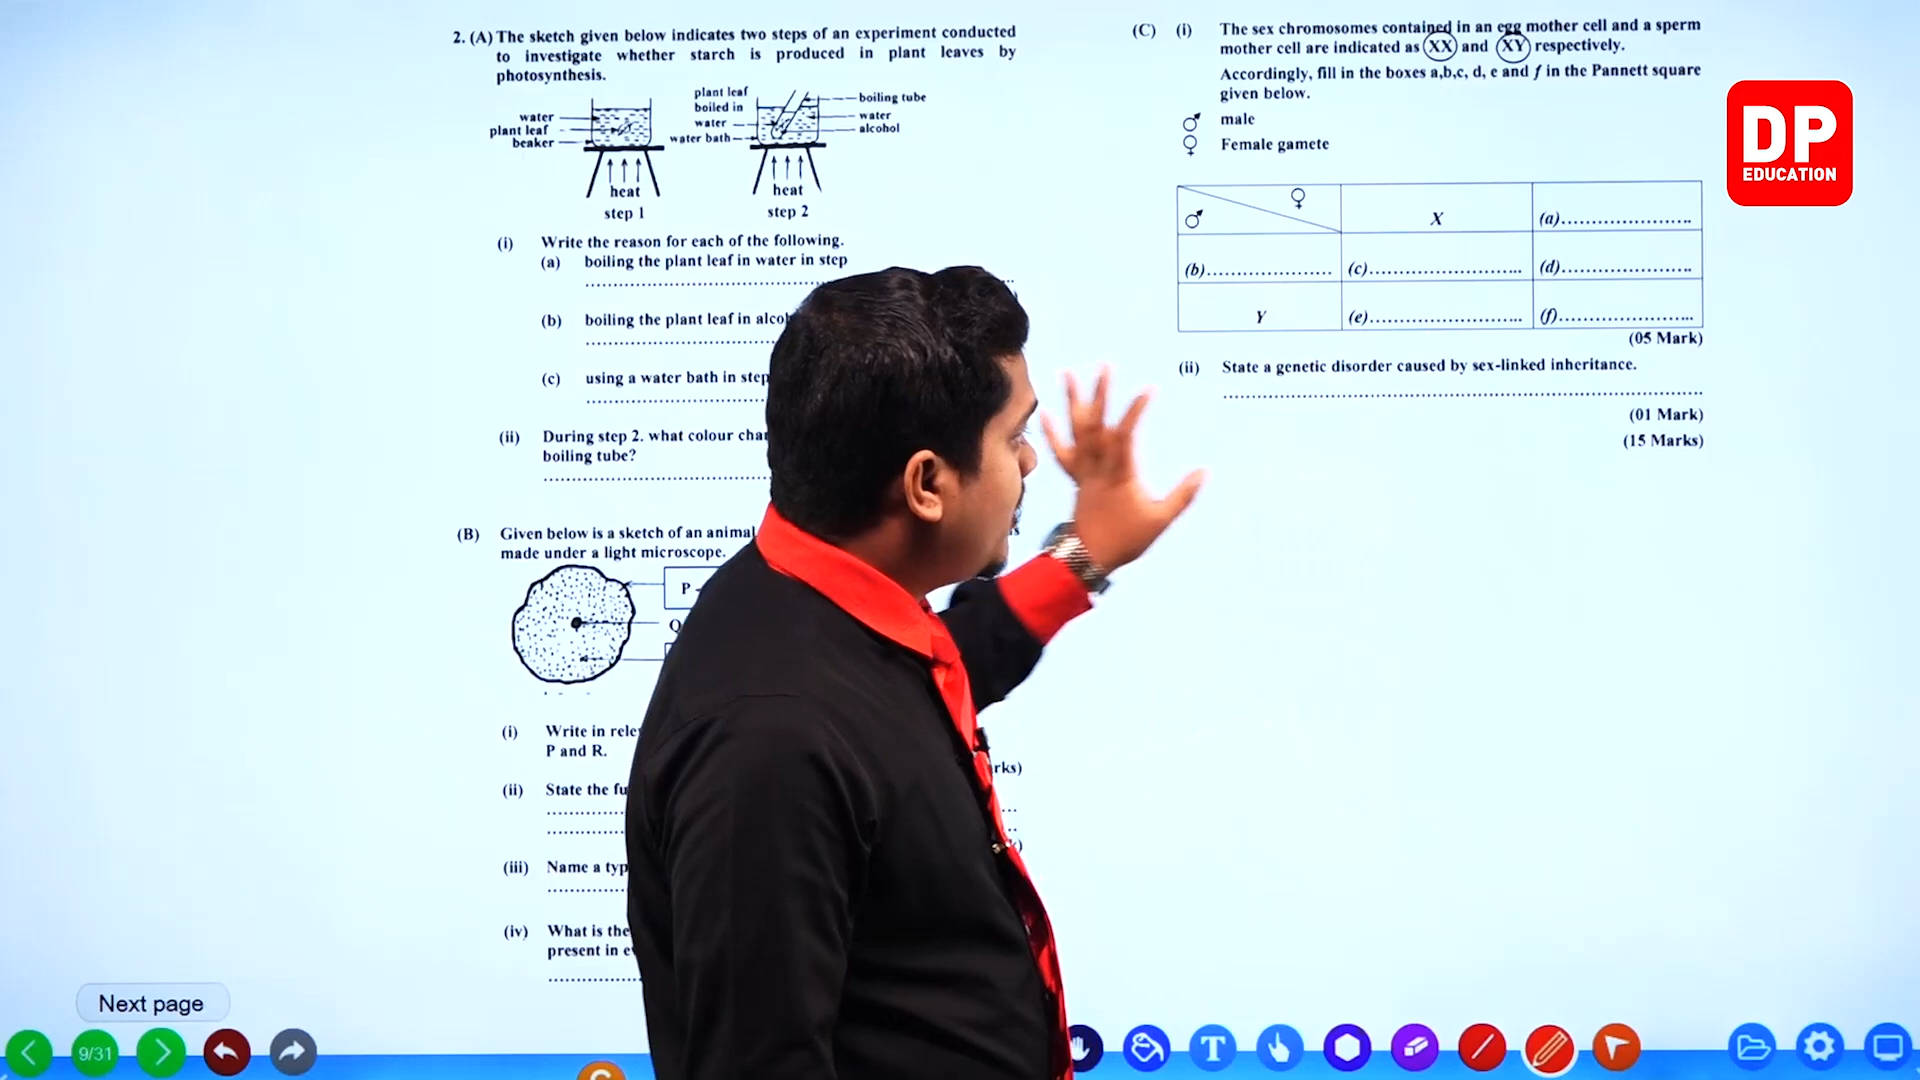 2. (A) The sketch given below indicates two steps of an experiment conducted
to investigate whether starch is produced in plant leaves by
photosynthesis.
water
plant leaf
beaker
heat
step 1
plant leaf
boiled in
water
water bath
boiling tube
water
alcohol
heat
step 2
(i) Write the reason for each of the following.
(a) boiling the plant leaf in water in step
(b) boiling the plant leaf in
(c) using a water bath in step
(ii) During step 2. what colour
boiling tube?
(B) Given below is a sketch of an animal
made under a light microscope.
P
Q
(i) Write in
P and R.
(ii) State the
(iii) Name a
(iv) What is the
present in
(C) (i) The sex chromosomes contained in an egg mother cell and a sperm
mother cell are indicated as XX and XY respectively.
Accordingly, fill in the boxes a,b,c, d, e and f in the Pannett square
given below.
♂ male
♀ Female gamete
♀
♂
X (a)......................
(b)..................... (c)......................... (d)......................
Y (e)......................... (f)......................
(05 Mark)
(ii) State a genetic disorder caused by sex-linked inheritance.
(01 Mark)
(15 Marks)
DP
EDUCATION
Next page
9/31
T